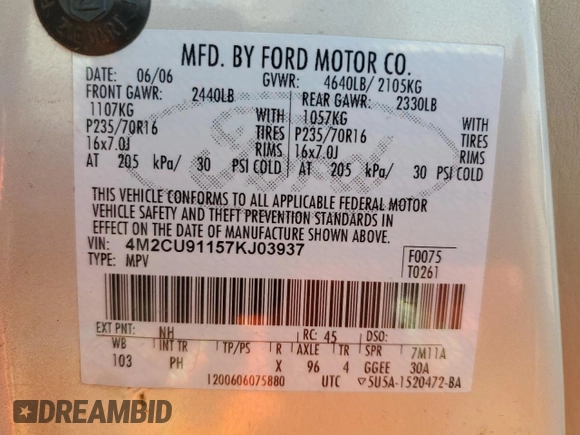 MFD. BY FORD MOTOR CO.
DATE: 06/06 GVWR: 4640LB/ 2105KG
FRONT GAWR: 2440LB REAR GAWR: 2330LB
1107KG WITH 1057KG WITH
P235/70R16 TIRES P235/70R16 TIRES
16x7.0J RIMS 16x7.0J RIMS
AT 205 kPa/ 30 PSI COLD AT 205 kPa/ 30 PSI COLD
THIS VEHICLE CONFORMS TO ALL APPLICABLE FEDERAL MOTOR
VEHICLE SAFETY AND THEFT PREVENTION STANDARDS IN
EFFECT ON THE DATE OF MANUFACTURE SHOWN ABOVE.
VIN: 4M2CU91157KJ03937 F0075
TYPE: MPV T0261
EXT PNT: NH RC: 45 DSO:
WB INT TR TP/PS R AXLE TR SPR 7M11A
103 PH X 96 4 GGEE 30A
1200606075880 UTC ▽5U5A-1520472-BA
DREAMBID